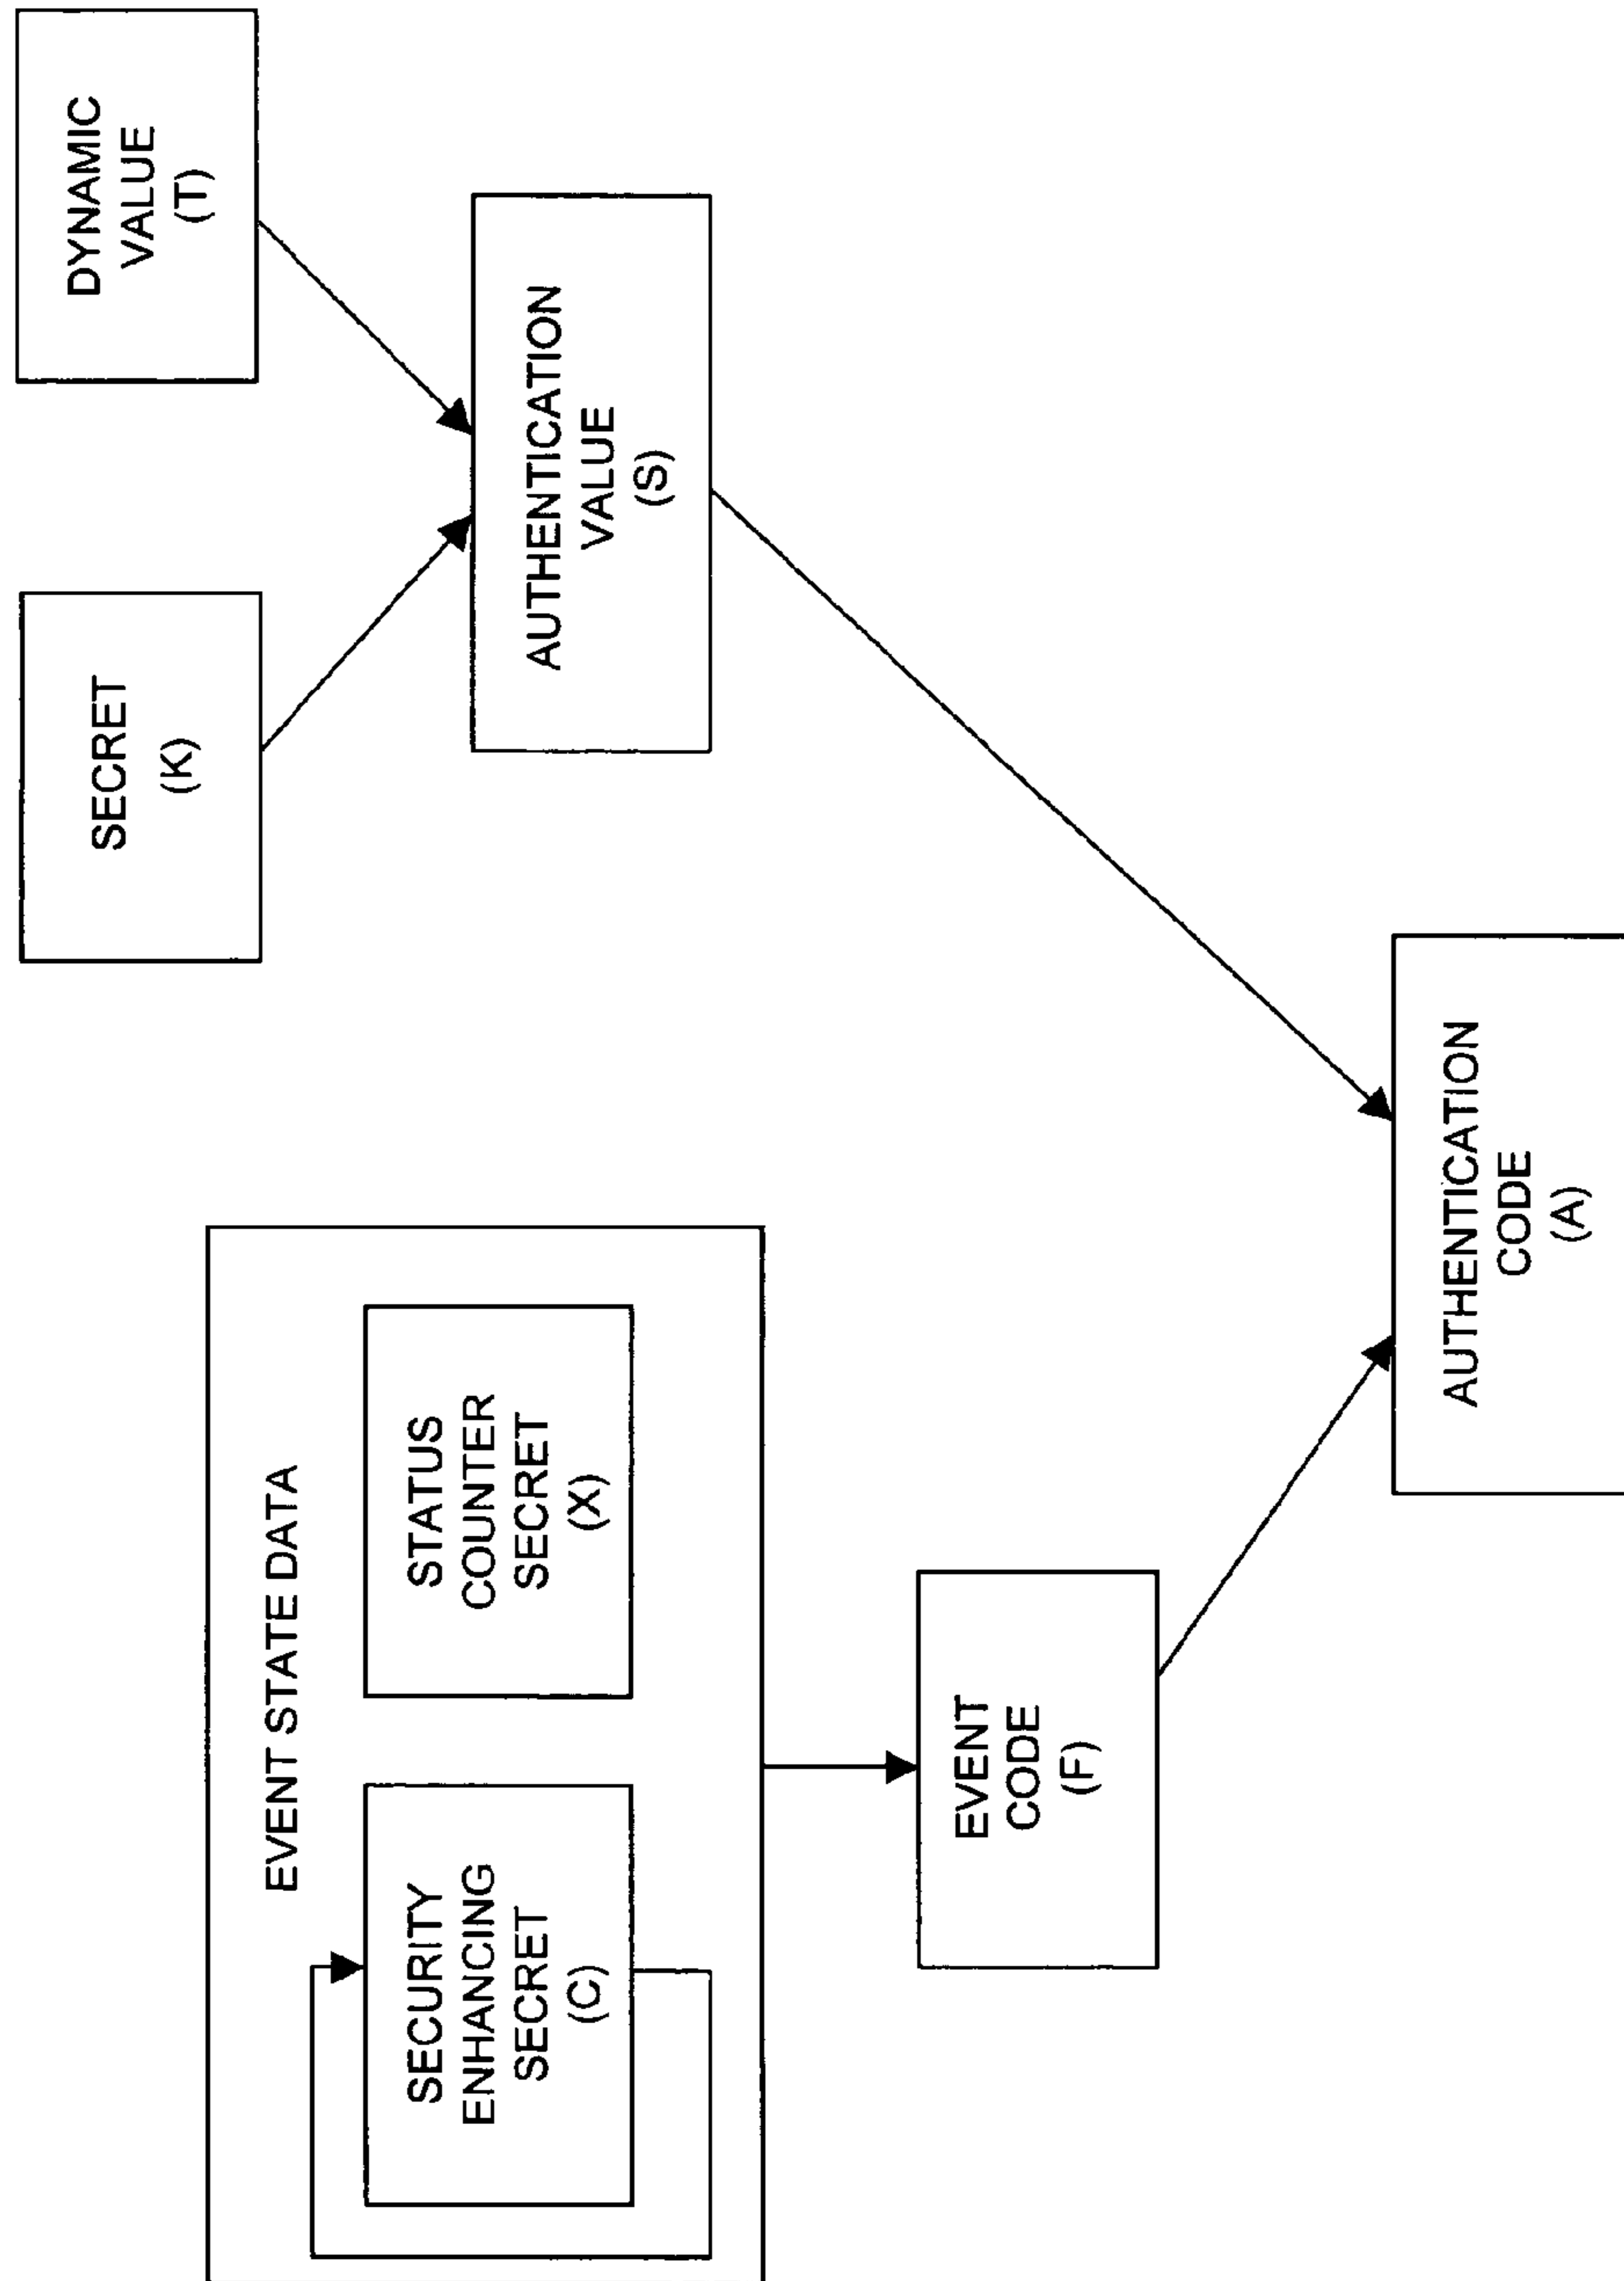 EVENT STATE DATA
SECURITY
ENHANCING
SECRET
(C)
STATUS
COUNTER
SECRET
(X)
SECRET
(K)
DYNAMIC
VALUE
(T)
AUTHENTICATION
VALUE
(S)
EVENT
CODE
(F)
AUTHENTICATION
CODE
(A)